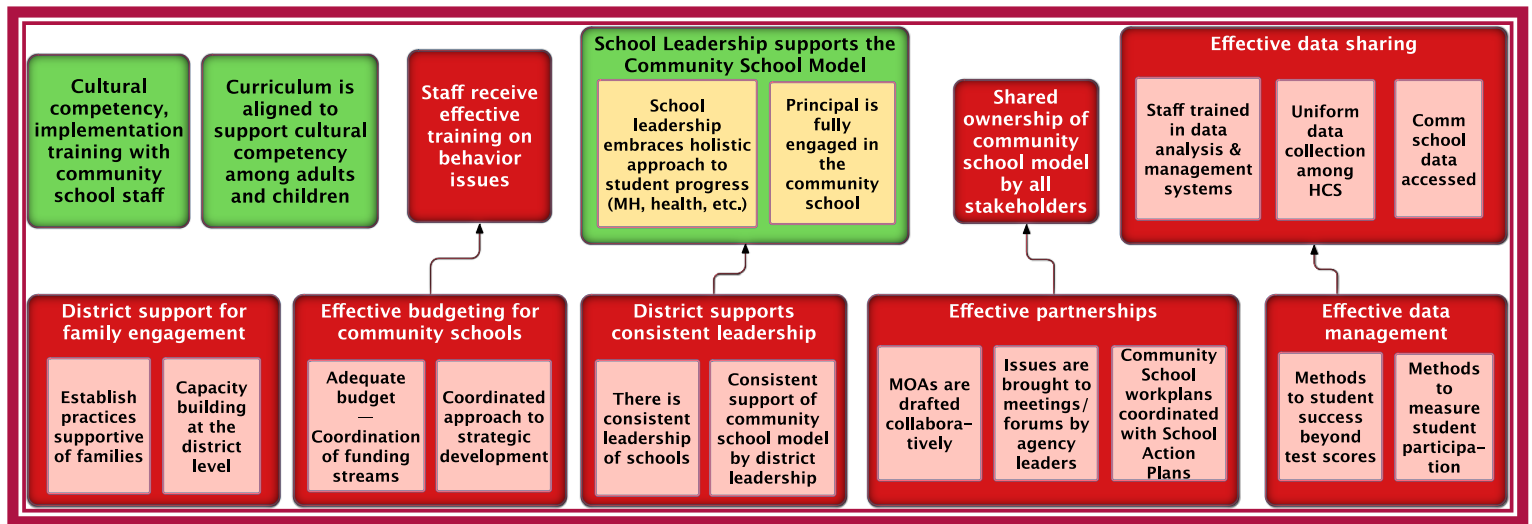 Cultural
competency,
implementation
training with
community
school staff
Curriculum is
aligned to
support cultural
competency
among adults
and children
Staff receive
effective
training on
behavior
issues
School Leadership supports the
Community School Model
School
leadership
embraces holistic
approach to
student progress
(MH, health, etc.)
Principal is
fully
engaged in
the
community
school
Shared
ownership of
community
school model
by all
stakeholders
Effective data sharing
Staff trained
in data
analysis &
management
systems
Uniform
data
collection
among
HCS
Comm
school data
accessed
District support for
family engagement
Establish
practices
supportive
of families
Capacity
building at
the district
level
Effective budgeting for
community schools
Adequate
budget
—
Coordination
of funding
streams
Coordinated
approach to
strategic
development
District supports
consistent leadership
There is
consistent
leadership
of schools
Consistent
support of
community
school model
by district
leadership
Effective partnerships
MOAs are
drafted
collabora-
tively
Issues are
brought to
meetings/
forums by
agency
leaders
Community
School
workplans
coordinated
with School
Action
Plans
Effective data
management
Methods
to student
success
beyond
test scores
Methods
to
measure
student
participa-
tion